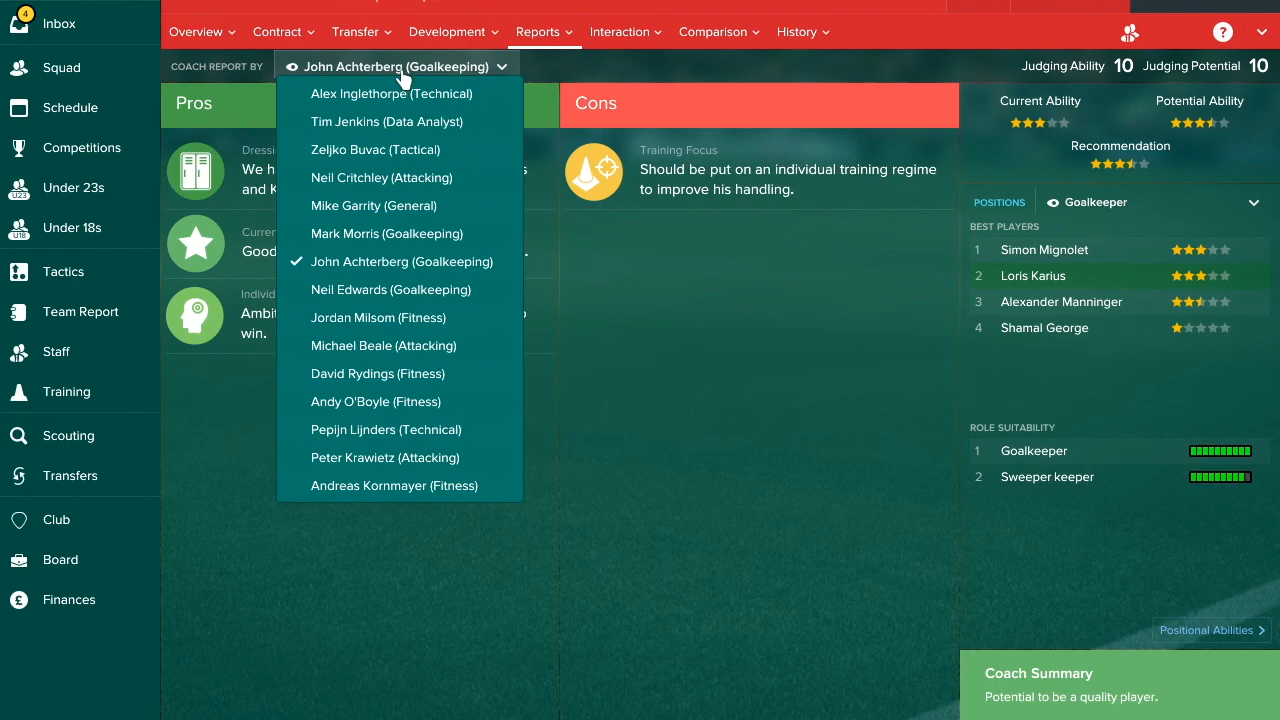 4
Inbox
Squad
Schedule
Competitions
U23
Under 23s
U18
Under 18s
Tactics
Team Report
Staff
Training
Scouting
Transfers
Club
Board
£
Finances
Overview
Contract
Transfer
Development
Reports
Interaction
Comparison
History
?
COACH REPORT BY
John Achterberg (Goalkeeping)
Judging Ability 10 Judging Potential 10
Alex Inglethorpe (Technical)
Tim Jenkins (Data Analyst)
Zeljko Buvac (Tactical)
Neil Critchley (Attacking)
Mike Garrity (General)
Mark Morris (Goalkeeping)
John Achterberg (Goalkeeping)
Neil Edwards (Goalkeeping)
Jordan Milsom (Fitness)
Michael Beale (Attacking)
David Rydings (Fitness)
Andy O'Boyle (Fitness)
Pepijn Lijnders (Technical)
Peter Krawietz (Attacking)
Andreas Kornmayer (Fitness)
Pros
We h
and K
Good
Ambit
win.
Cons
Training Focus
Should be put on an individual training regime
to improve his handling.
Current Ability
Potential Ability
Recommendation
POSITIONS
Goalkeeper
BEST PLAYERS
1 Simon Mignolet
2 Loris Karius
3 Alexander Manninger
4 Shamal George
ROLE SUITABILITY
1 Goalkeeper
2 Sweeper keeper
Positional Abilities
Coach Summary
Potential to be a quality player.